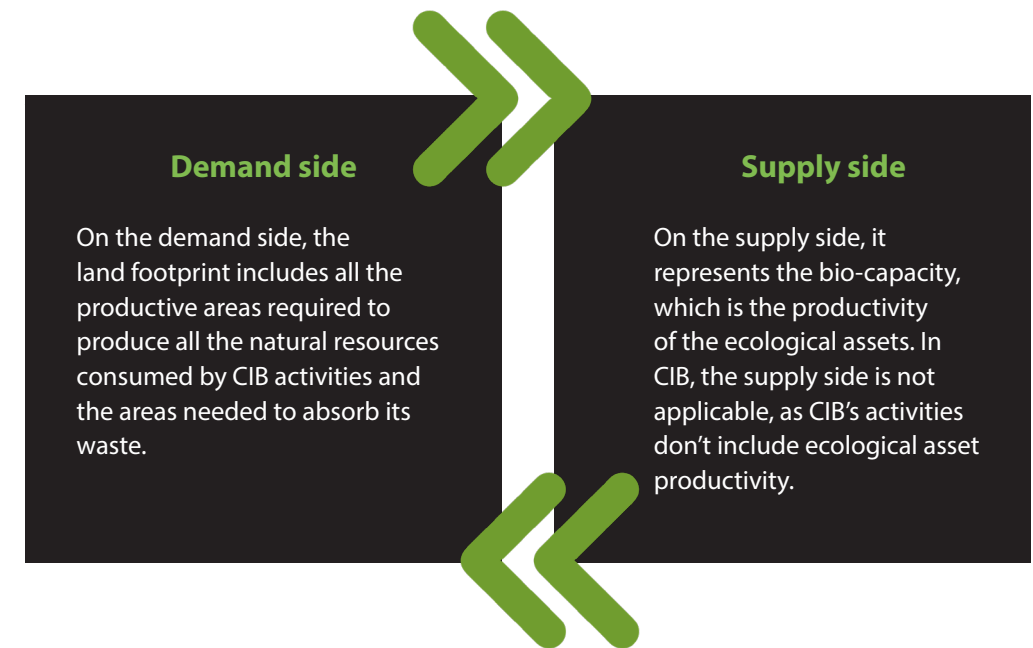 Demand side
On the demand side, the
land footprint includes all the
productive areas required to
produce all the natural resources
consumed by CIB activities and
the areas needed to absorb its
waste.
Supply side
On the supply side, it
represents the bio-capacity,
which is the productivity
of the ecological assets. In
CIB, the supply side is not
applicable, as CIB’s activities
don’t include ecological asset
productivity.